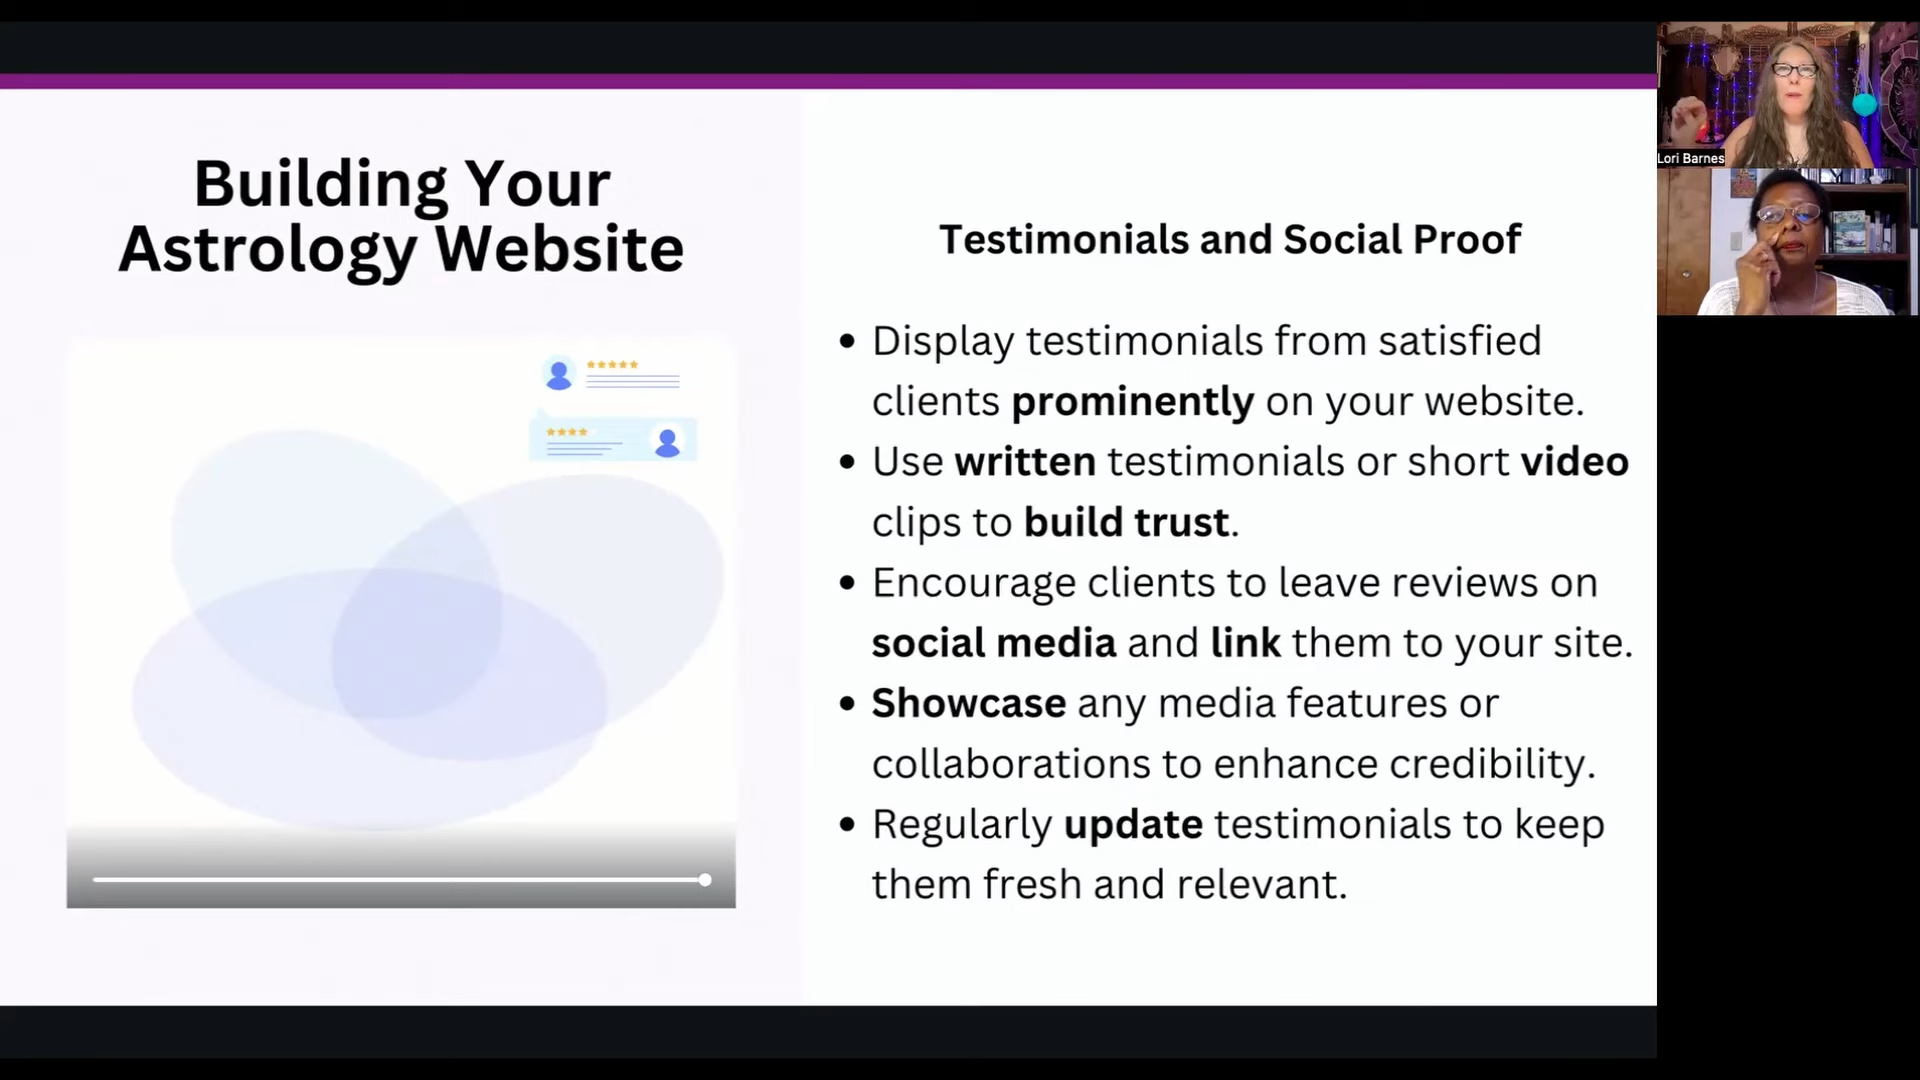 Building Your
Astrology Website
Testimonials and Social Proof
• Display testimonials from satisfied
clients prominently on your website.
• Use written testimonials or short video
clips to build trust.
• Encourage clients to leave reviews on
social media and link them to your site.
• Showcase any media features or
collaborations to enhance credibility.
• Regularly update testimonials to keep
them fresh and relevant.
Lori Barnes